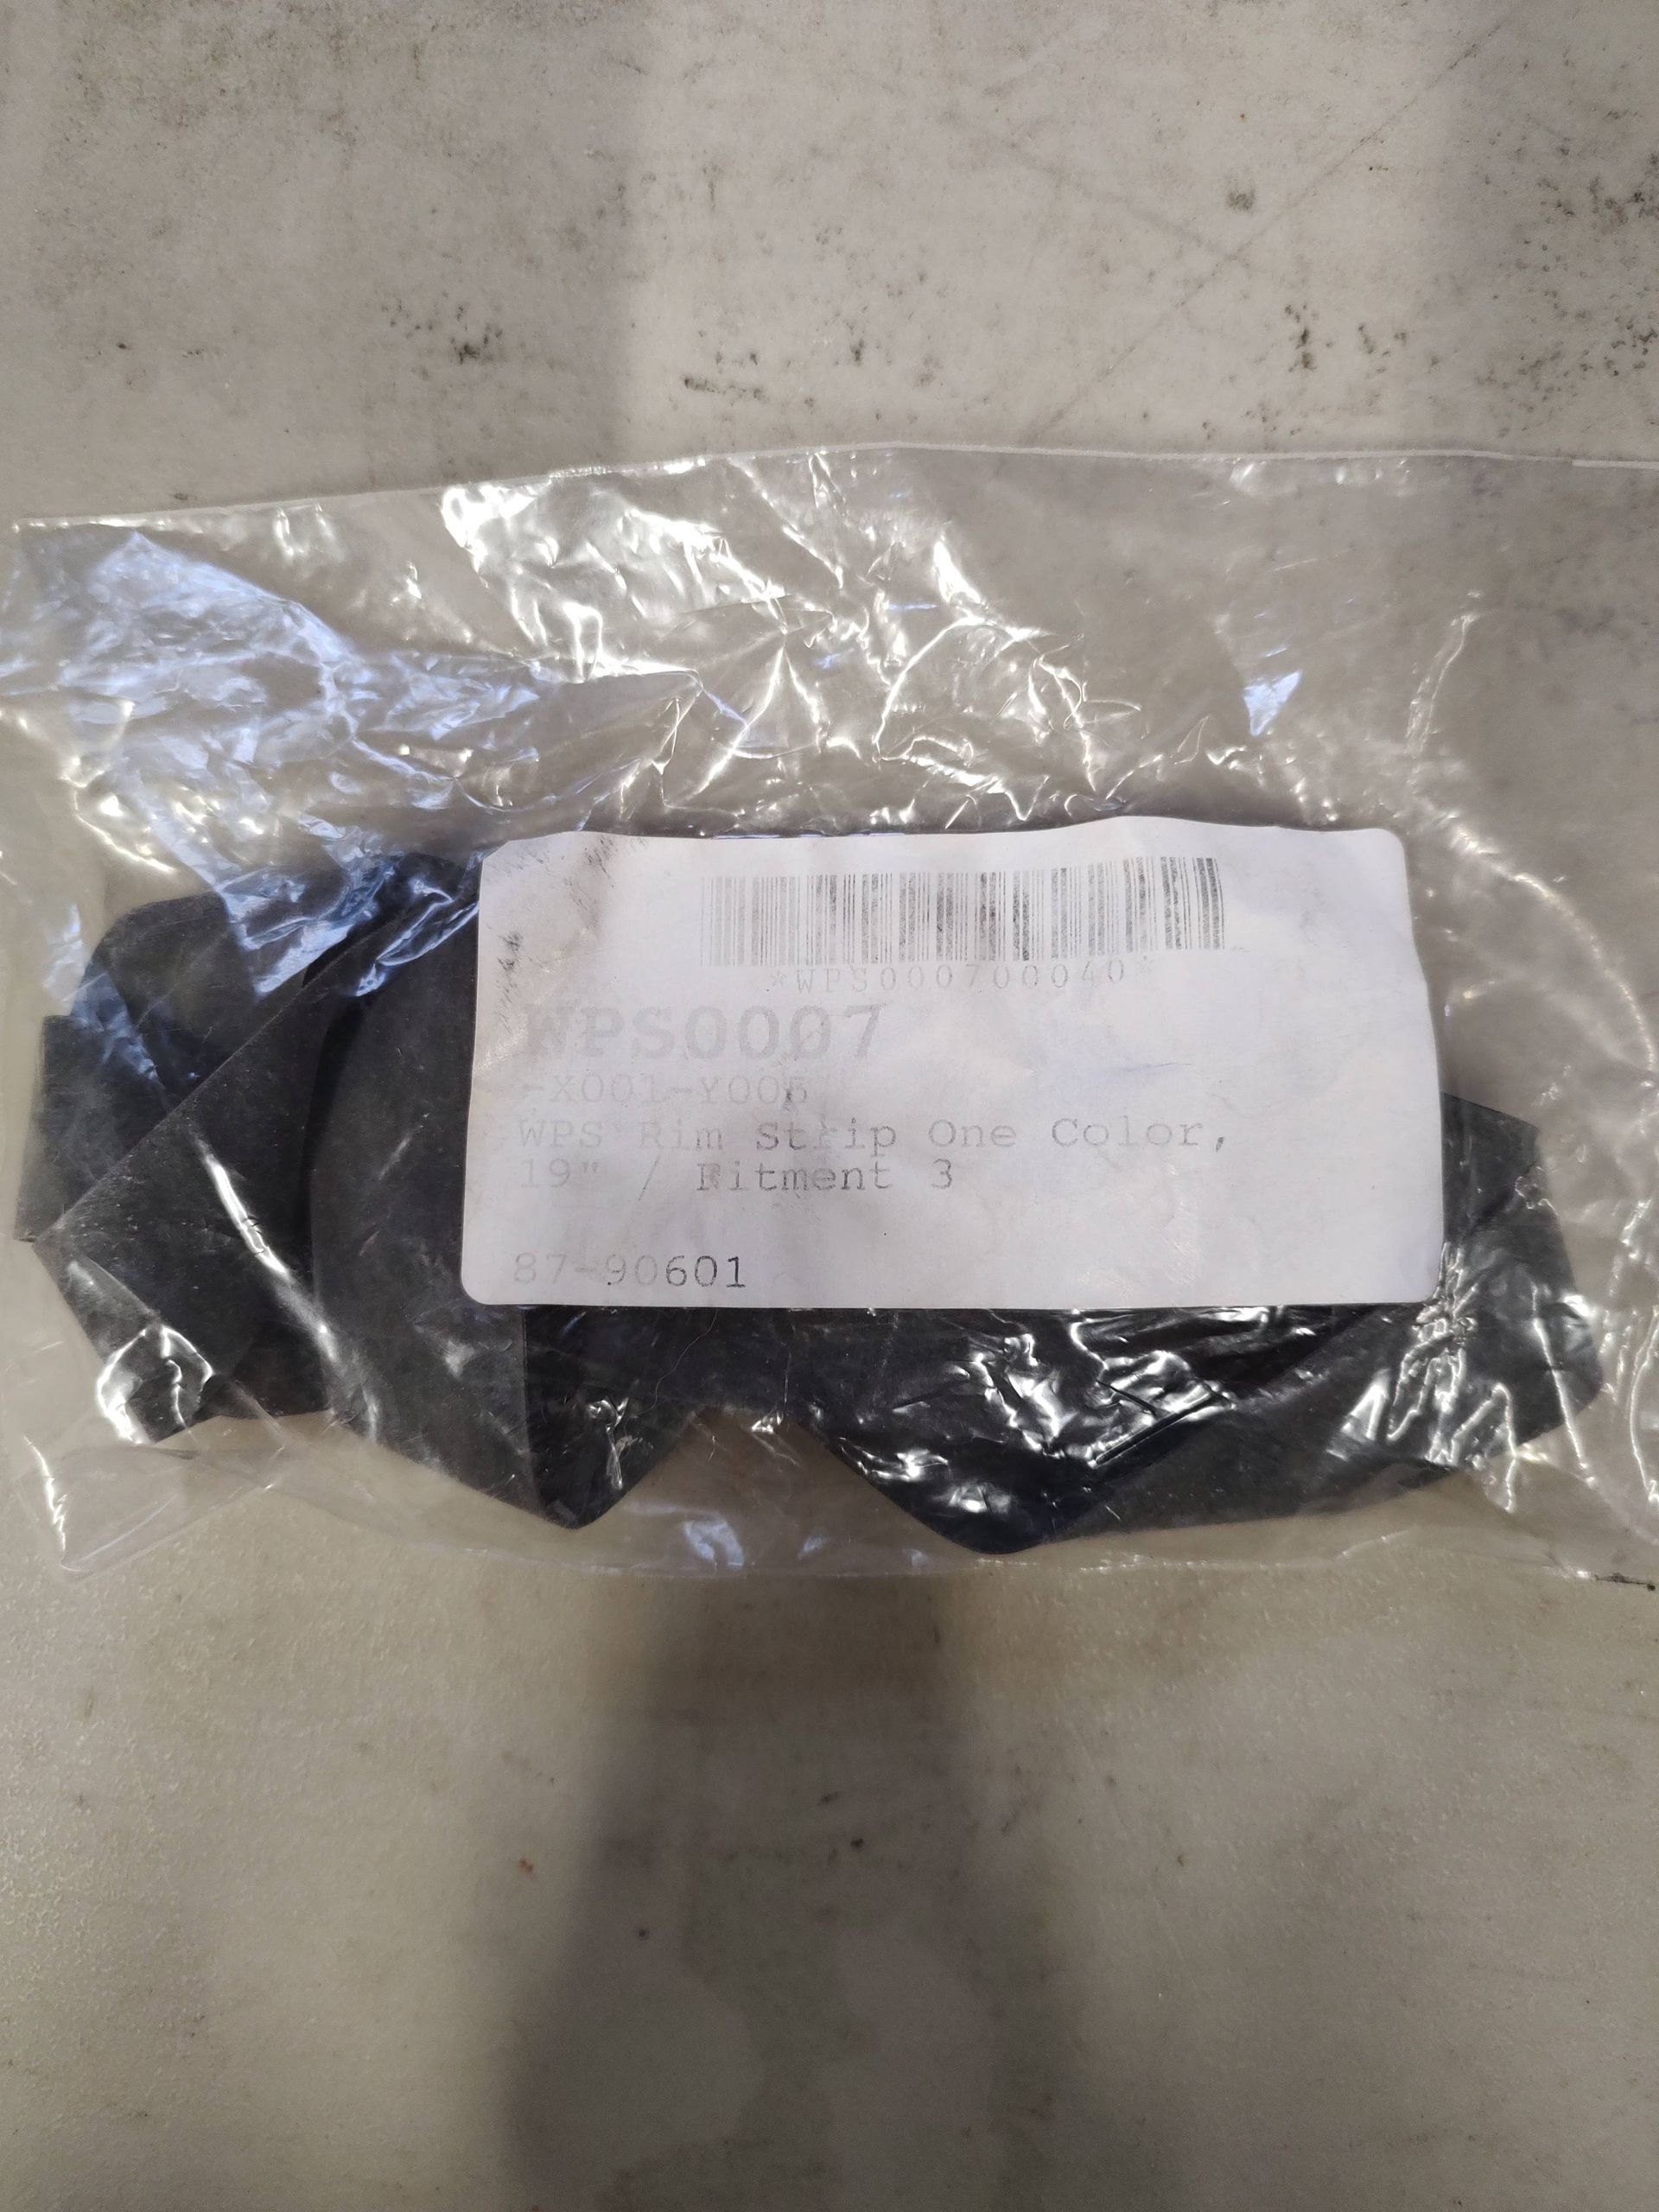 *WPS000700040*
WPS0007
-X001-Y005
WPS Rim Strip One Color,
19" / Fitment 3
87-90601